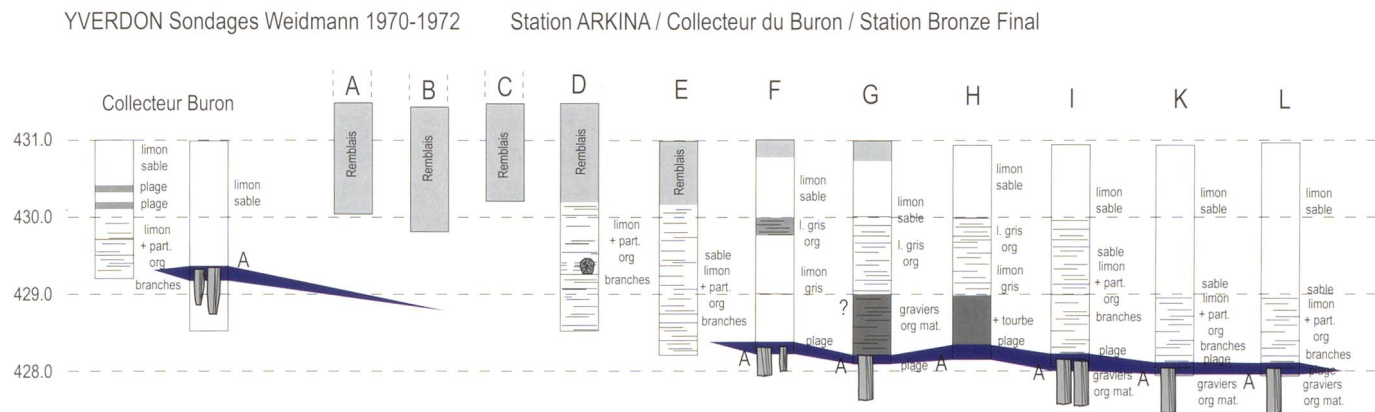 YVERDON Sondages Weidmann 1970-1972 Station ARKINA / Collecteur du Buron / Station Bronze Final
Collecteur Buron
A
B
C
D
E
F
G
H
I
K
L
431.0
430.0
429.0
428.0
limon
sable
plage
plage
limon
+ part.
org
branches
limon
sable
A
Remblais
Remblais
Remblais
Remblais
limon
+ part.
org
branches
Remblais
sable
limon
+ part.
org
branches
limon
sable
l. gris
org
limon
gris
plage
A
limon
sable
l. gris
org
?
graviers
org mat.
plage
A
limon
sable
l. gris
org
limon
gris
+ tourbe
plage
A
limon
sable
sable
limon
+ part.
org
branches
plage
A
graviers
org mat.
limon
sable
sable
limon
+ part.
org
branches
plage
A
graviers
org mat.
limon
sable
sable
limon
+ part.
org
branches
plage
A
graviers
org mat.